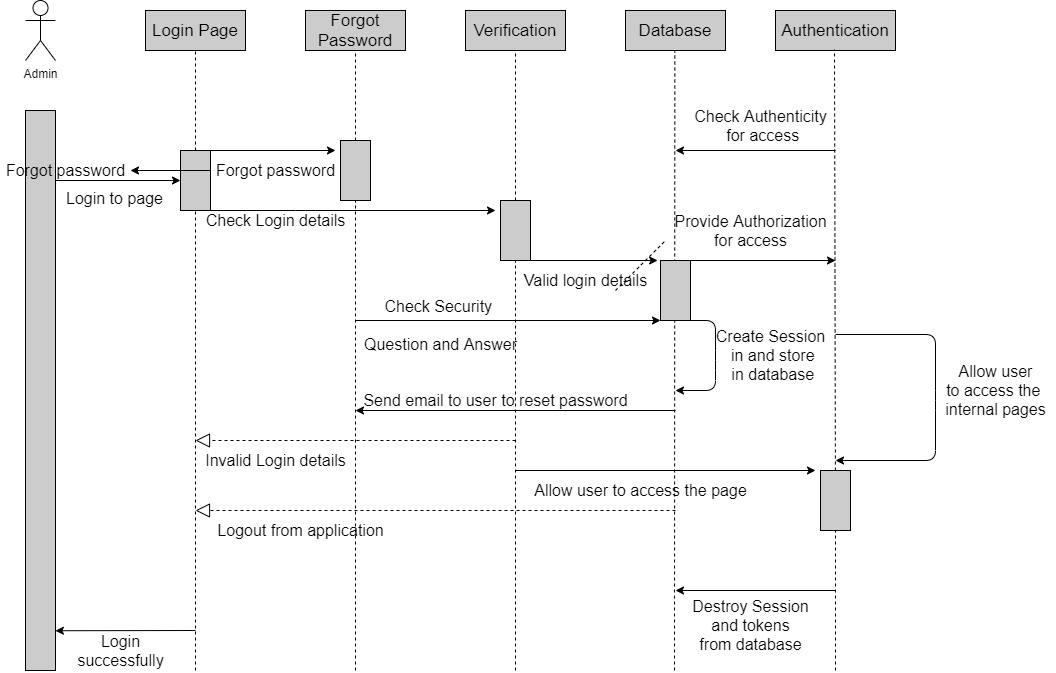 Login Page
Forgot
Password
Verification
Database
Authentication
Admin
Check Authenticity
for access
Forgot password
Forgot password
Login to page
Check Login details
Provide Authorization
for access
Valid login details
Check Security
Question and Answer
Create Session
in and store
in database
Allow user
to access the
internal pages
Send email to user to reset password
Invalid Login details
Allow user to access the page
Logout from application
Destroy Session
and tokens
from database
Login
successfully